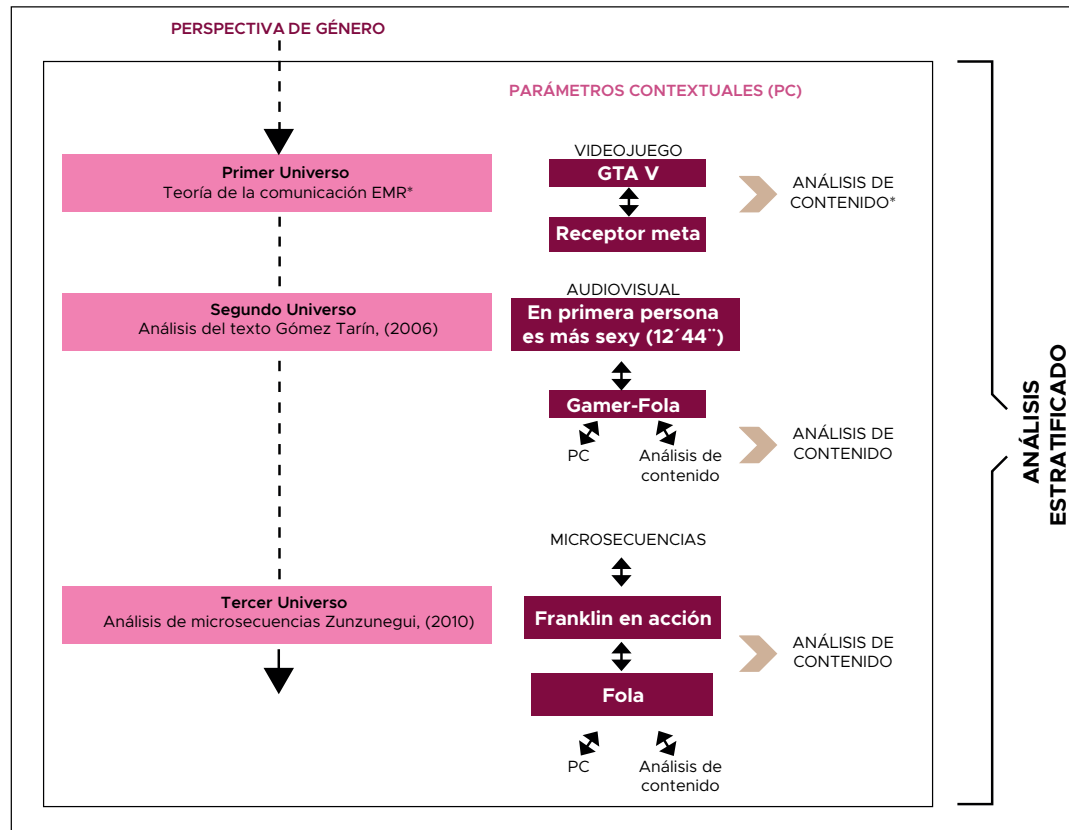 PERSPECTIVA DE GÉNERO
PARÁMETROS CONTEXTUALES (PC)
Primer Universo
Teoría de la comunicación EMR*
VIDEOJUEGO
GTA V
Receptor meta
ANÁLISIS DE
CONTENIDO*
Segundo Universo
Análisis del texto Gómez Tarín, (2006)
AUDIOVISUAL
En primera persona
es más sexy (12´44¨)
Gamer-Fola
PC
Análisis de
contenido
ANÁLISIS DE
CONTENIDO
Tercer Universo
Análisis de microsecuencias Zunzunegui, (2010)
MICROSECUENCIAS
Franklin en acción
Fola
PC
Análisis de
contenido
ANÁLISIS DE
CONTENIDO
ANÁLISIS
ESTRATIFICADO